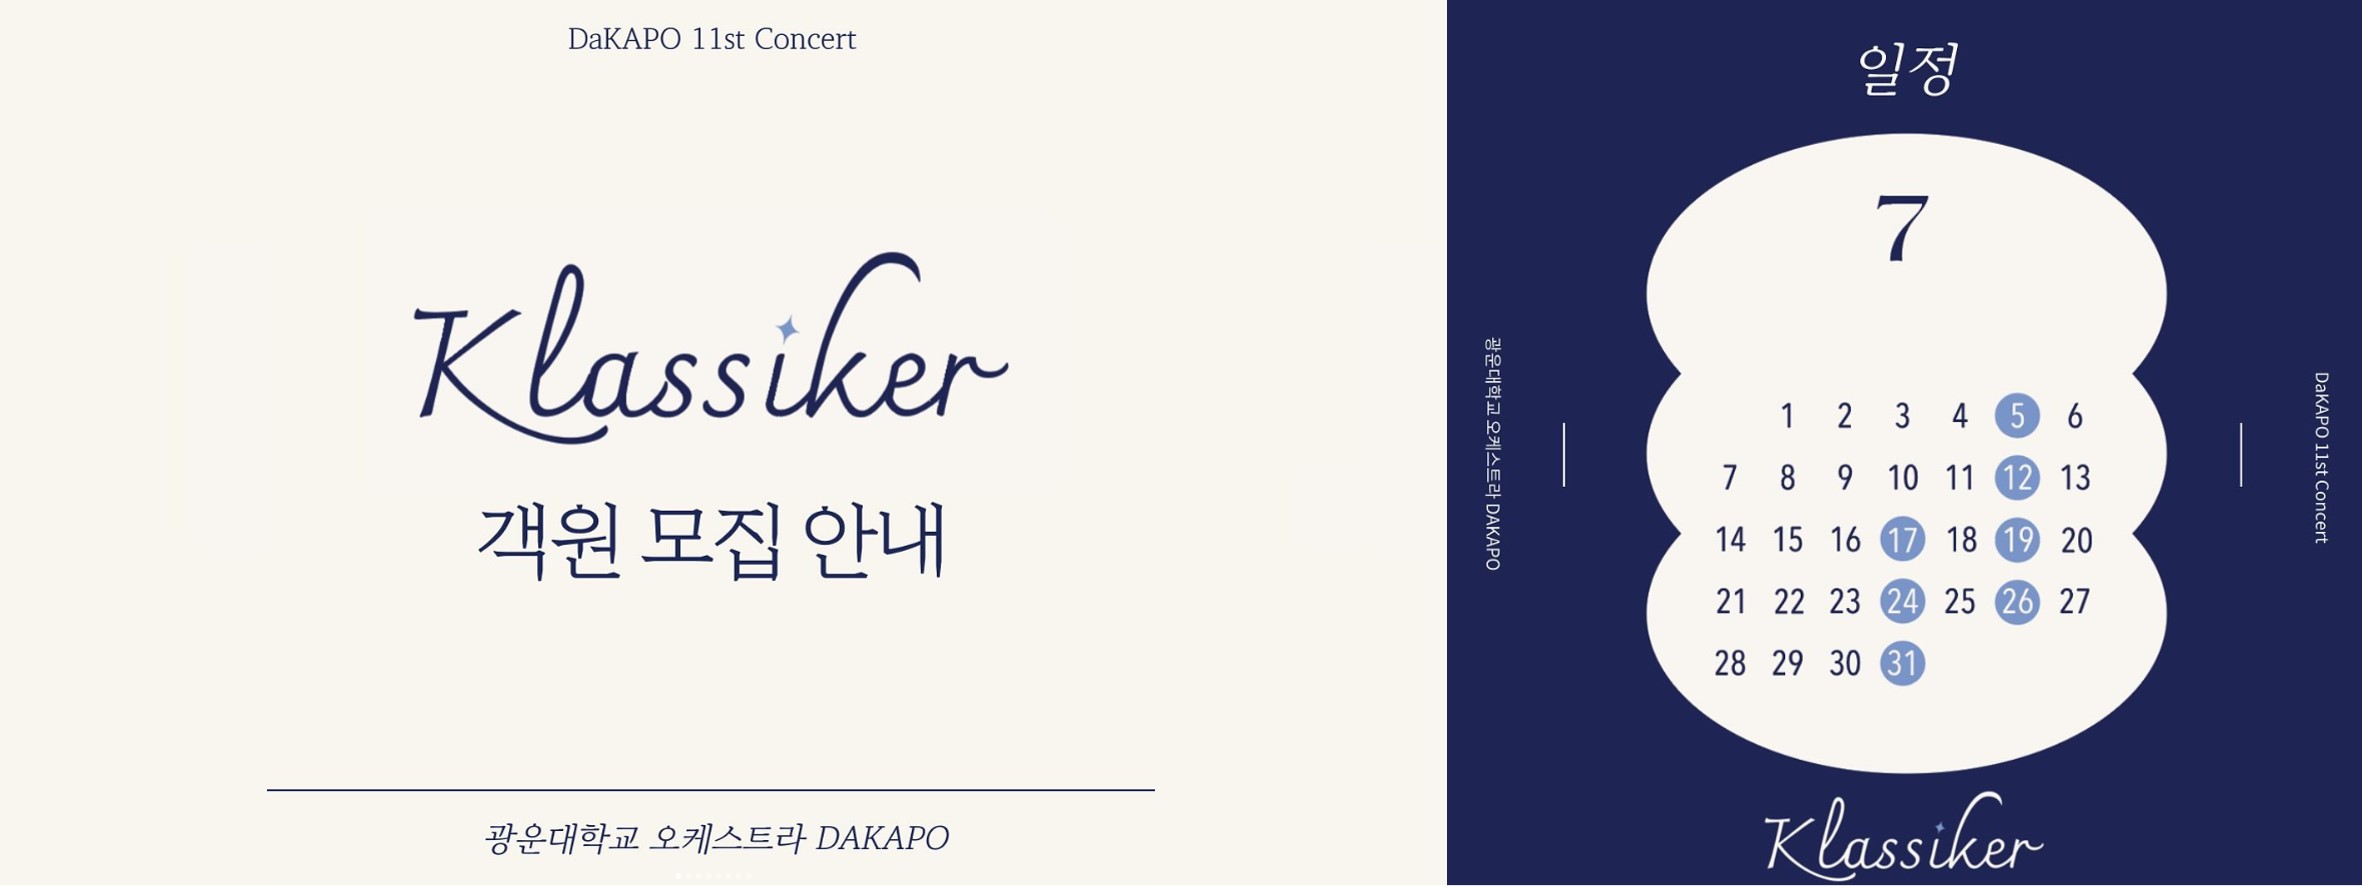 DaKAPO 11st Concert
Klassiker
객원 모집 안내
광운대학교 오케스트라 DAKAPO
일정
7
1 2 3 4 5 6
7 8 9 10 11 12 13
14 15 16 17 18 19 20
21 22 23 24 25 26 27
28 29 30 31
광운대학교 오케스트라 DAKAPO
DaKAPO 11st Concert
Klassiker